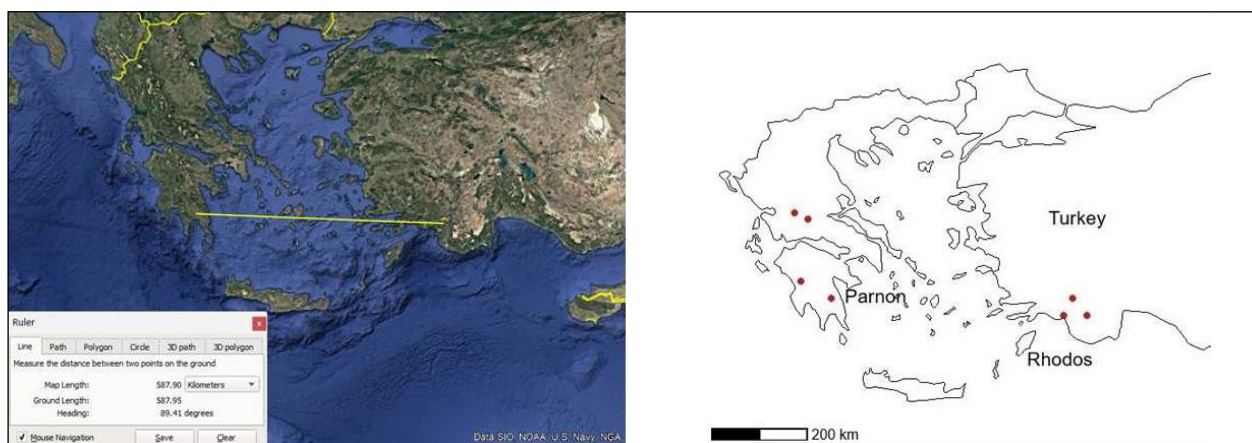 Ruler
x
Line Path Polygon Circle 3D path 3D polygon
Measure the distance between two points on the ground
Map Length: 587.90 Kilometers
Ground Length: 587.95
Heading: 89.41 degrees
Mouse Navigation Save Clear
Data SIO, NOAA, U.S. Navy, NGA,
Turkey
Parnon
Rhodos
200 km